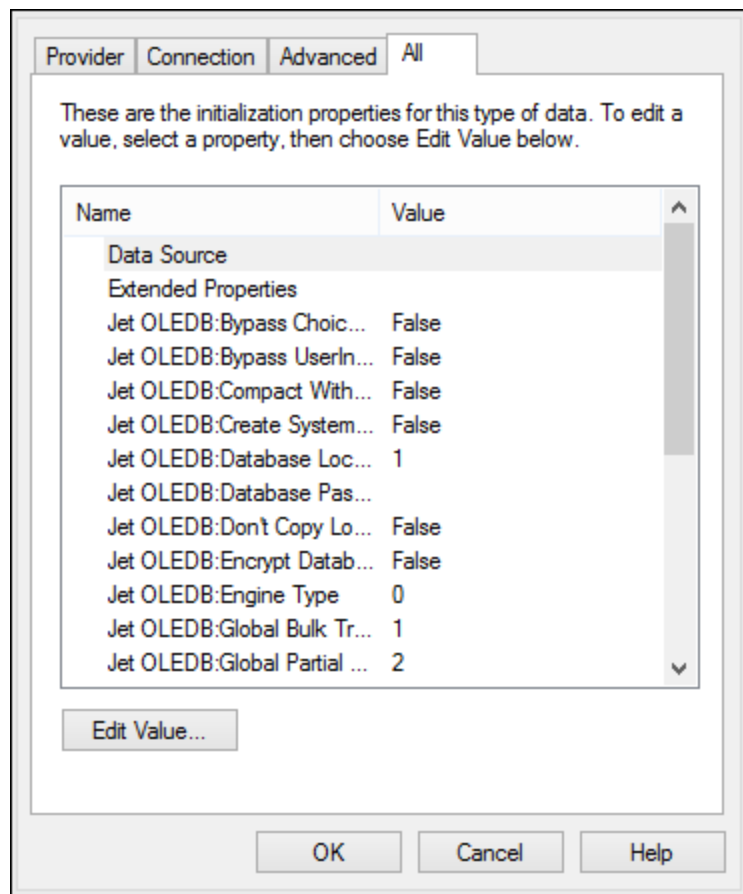 Provider Connection Advanced All
These are the initialization properties for this type of data. To edit a
value, select a property, then choose Edit Value below.
Name Value
Data Source
Extended Properties
Jet OLEDB:Bypass Choic... False
Jet OLEDB:Bypass UserIn... False
Jet OLEDB:Compact With... False
Jet OLEDB:Create System... False
Jet OLEDB:Database Loc... 1
Jet OLEDB:Database Pas...
Jet OLEDB:Don't Copy Lo... False
Jet OLEDB:Encrypt Datab... False
Jet OLEDB:Engine Type 0
Jet OLEDB:Global Bulk Tr... 1
Jet OLEDB:Global Partial ... 2
Edit Value...
OK Cancel Help